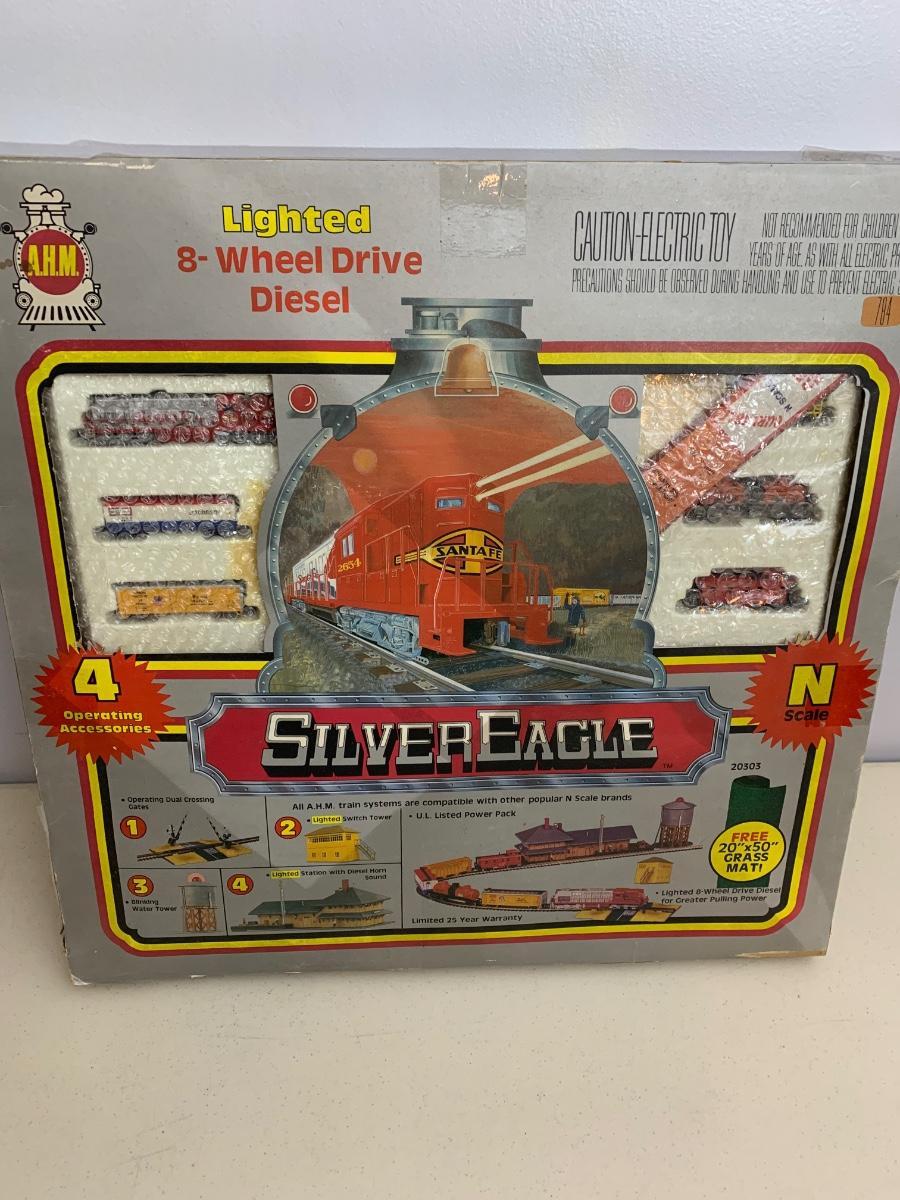 A.H.M.
Lighted
8- Wheel Drive
Diesel
CAUTION-ELECTRIC TOY
NOT RECOMMENDED FOR CHILDREN
YEARS OF AGE. AS WITH ALL ELECTRIC
PRECAUTIONS SHOULD BE OBSERVED DURING HANDLING AND USE TO PREVENT ELECTRIC
784
N SCA
2654
SANTA FE
4
Operating
Accessories
N
Scale
SILVER EAGLE
TM
20303
All A.H.M. train systems are compatible with other popular N Scale brands
• Operating Dual Crossing
Gates
1
2
• Lighted Switch Tower
• U.L. Listed Power Pack
FREE
20"x50"
GRASS
MAT!
3
• Blinking
Water Tower
4
• Lighted Station with Diesel Horn
Sound
• Lighted 8-Wheel Drive Diesel
for Greater Pulling Power
Limited 25 Year Warranty